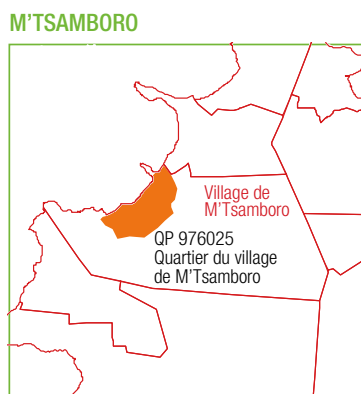 M'TSAMBORO
Village de
M'Tsamboro
QP 976025
Quartier du village
de M'Tsamboro